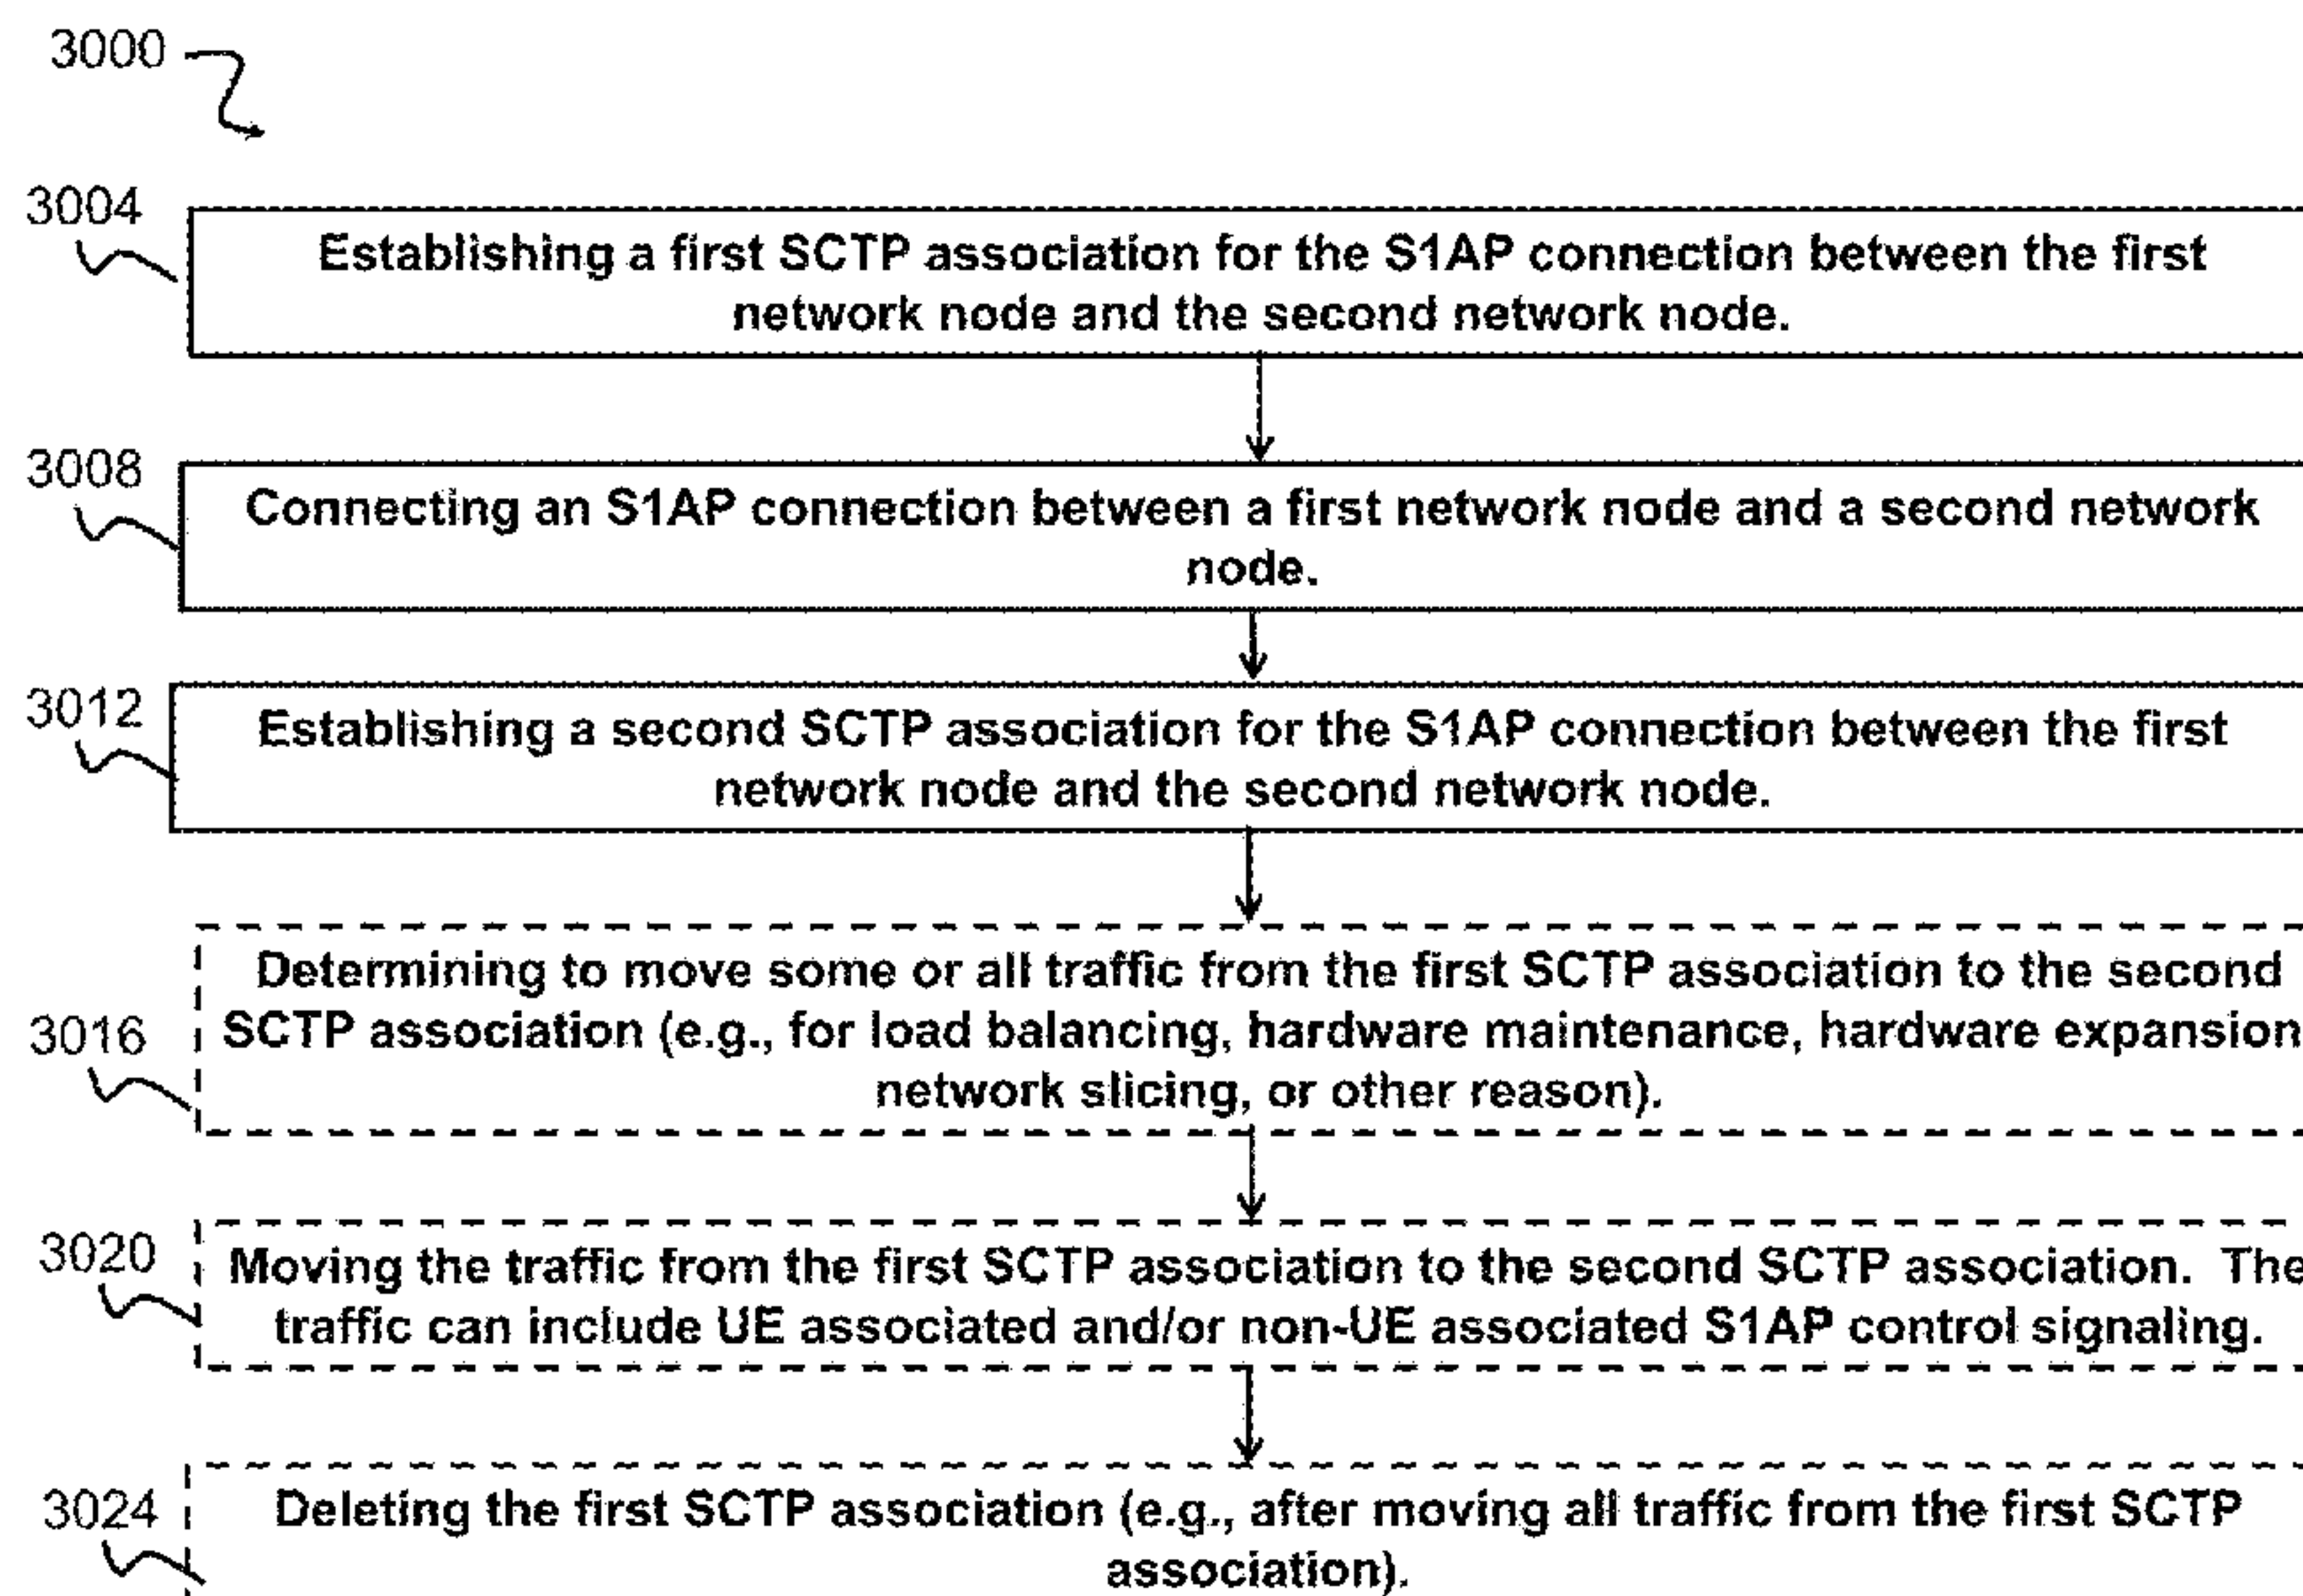 3000
3004
Establishing a first SCTP association for the S1AP connection between the first
network node and the second network node.
3008
Connecting an S1AP connection between a first network node and a second network
node.
3012
Establishing a second SCTP association for the S1AP connection between the first
network node and the second network node.
3016
Determining to move some or all traffic from the first SCTP association to the second
SCTP association (e.g., for load balancing, hardware maintenance, hardware expansion
network slicing, or other reason).
3020
Moving the traffic from the first SCTP association to the second SCTP association. The
traffic can include UE associated and/or non-UE associated S1AP control signaling.
3024
Deleting the first SCTP association (e.g., after moving all traffic from the first SCTP
association).